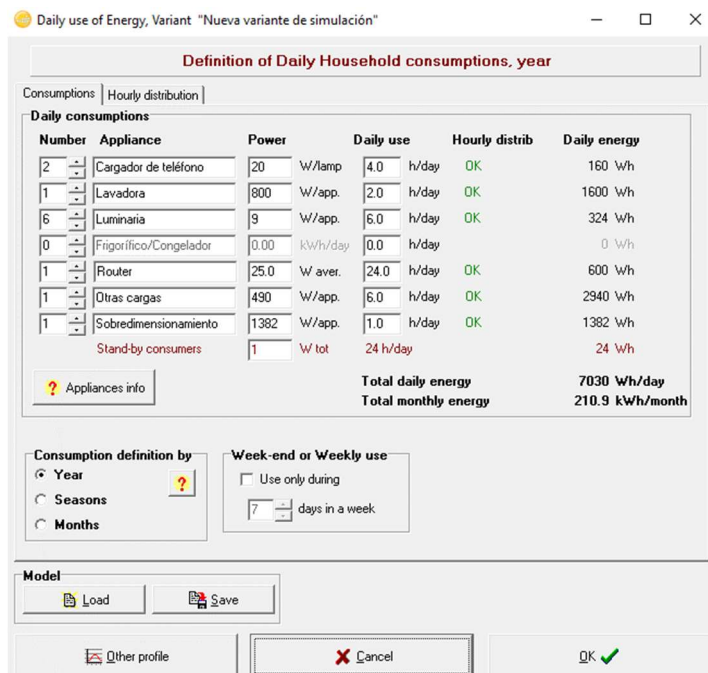 Daily use of Energy, Variant "Nueva variante de simulación"
Definition of Daily Household consumptions, year
Consumptions Hourly distribution
Daily consumptions
Number Appliance Power Daily use Hourly distrib Daily energy
2 Cargador de teléfono 20 W/lamp 4.0 h/day OK 160 Wh
1 Lavadora 800 W/app. 2.0 h/day OK 1600 Wh
6 Luminaria 9 W/app. 6.0 h/day OK 324 Wh
0 Frigorífico/Congelador 0.00 kWh/day 0.0 h/day 0 Wh
1 Router 25.0 W aver. 24.0 h/day OK 600 Wh
1 Otras cargas 490 W/app. 6.0 h/day OK 2940 Wh
1 Sobredimensionamiento 1382 W/app. 1.0 h/day OK 1382 Wh
Stand-by consumers 1 W tot 24 h/day 24 Wh
? Appliances info
Total daily energy 7030 Wh/day
Total monthly energy 210.9 kWh/month
Consumption definition by
Year
?
Seasons
Months
Week-end or Weekly use
Use only during
7 days in a week
Model
Load Save
Other profile Cancel OK